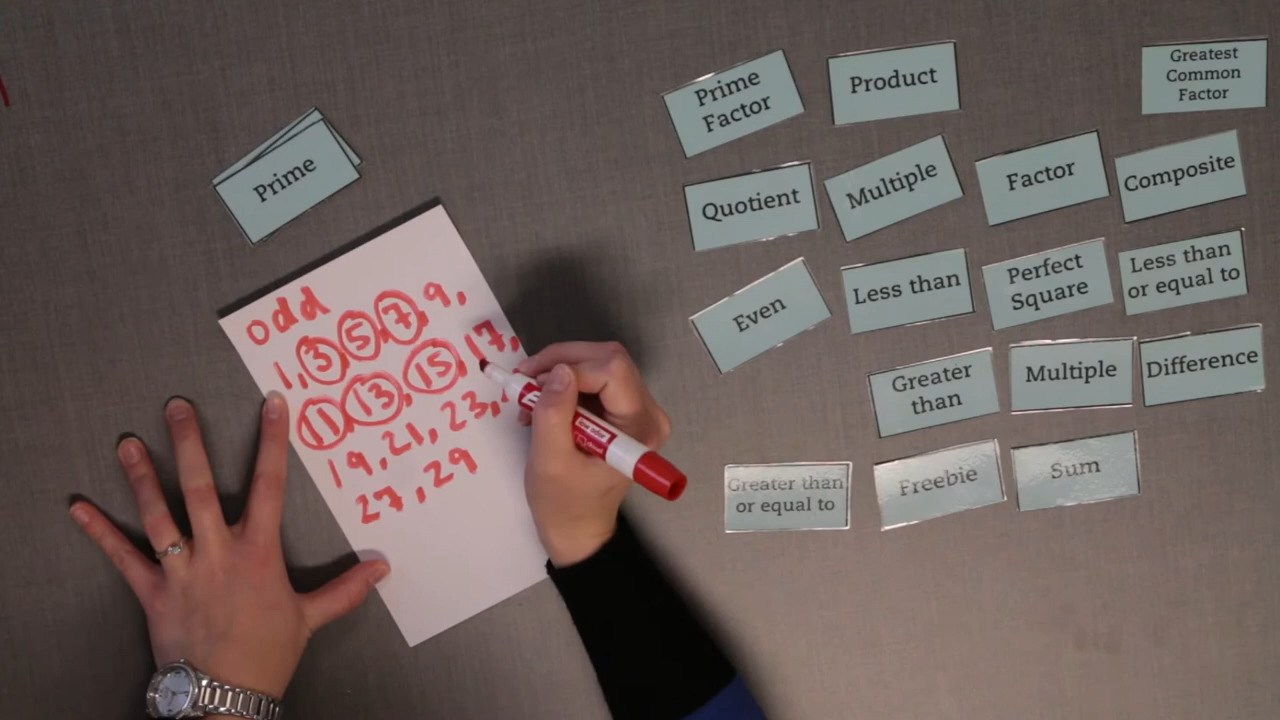 Prime
odd
1, 3, 5, 7, 9,
11, 13, 15, 17,
19, 21, 23,
27, 29
low odor
Prime
Factor
Product
Greatest
Common
Factor
Quotient
Multiple
Factor
Composite
Even
Less than
Perfect
Square
Less than
or equal to
Greater
than
Multiple
Difference
Greater than
or equal to
Freebie
Sum